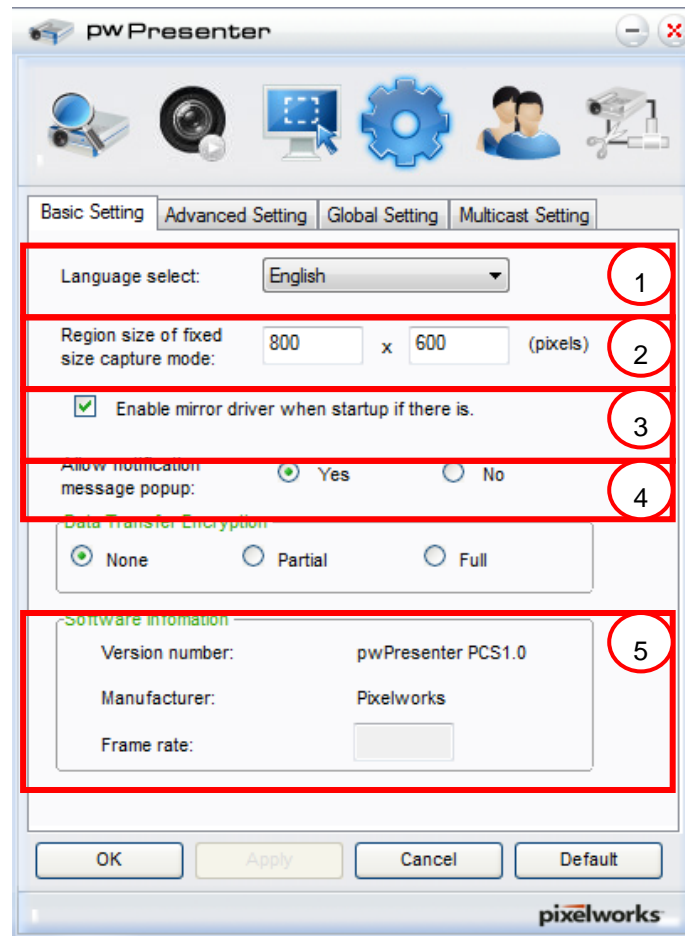 pwPresenter
Basic Setting Advanced Setting Global Setting Multicast Setting
Language select: English 1
Region size of fixed
size capture mode: 800 x 600 (pixels) 2
Enable mirror driver when startup if there is. 3
Allow notification
message popup: Yes No 4
Data Transfer Encryption
None Partial Full
Software Infomation
Version number: pwPresenter PCS1.0 5
Manufacturer: Pixelworks
Frame rate:
OK Apply Cancel Default
pixelworks